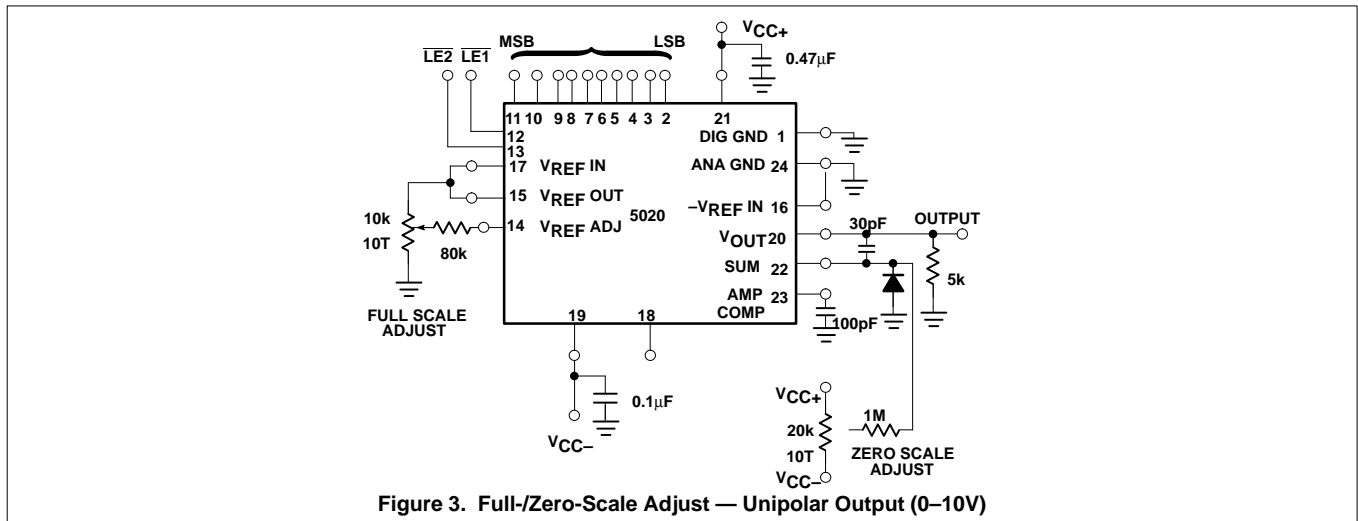 VCC+
0.47µF
MSB
LSB
LE2 LE1
11 10 9 8 7 6 5 4 3 2 21
12
13
17 VREF IN
15 VREF OUT
14 VREF ADJ
5020
DIG GND 1
ANA GND 24
–VREF IN 16
VOUT 20
SUM 22
AMP COMP 23
19
18
10k
10T
80k
FULL SCALE
ADJUST
30pF
OUTPUT
5k
100pF
0.1µF
VCC–
VCC+
20k
10T
VCC–
1M
ZERO SCALE
ADJUST
Figure 3. Full-/Zero-Scale Adjust — Unipolar Output (0–10V)